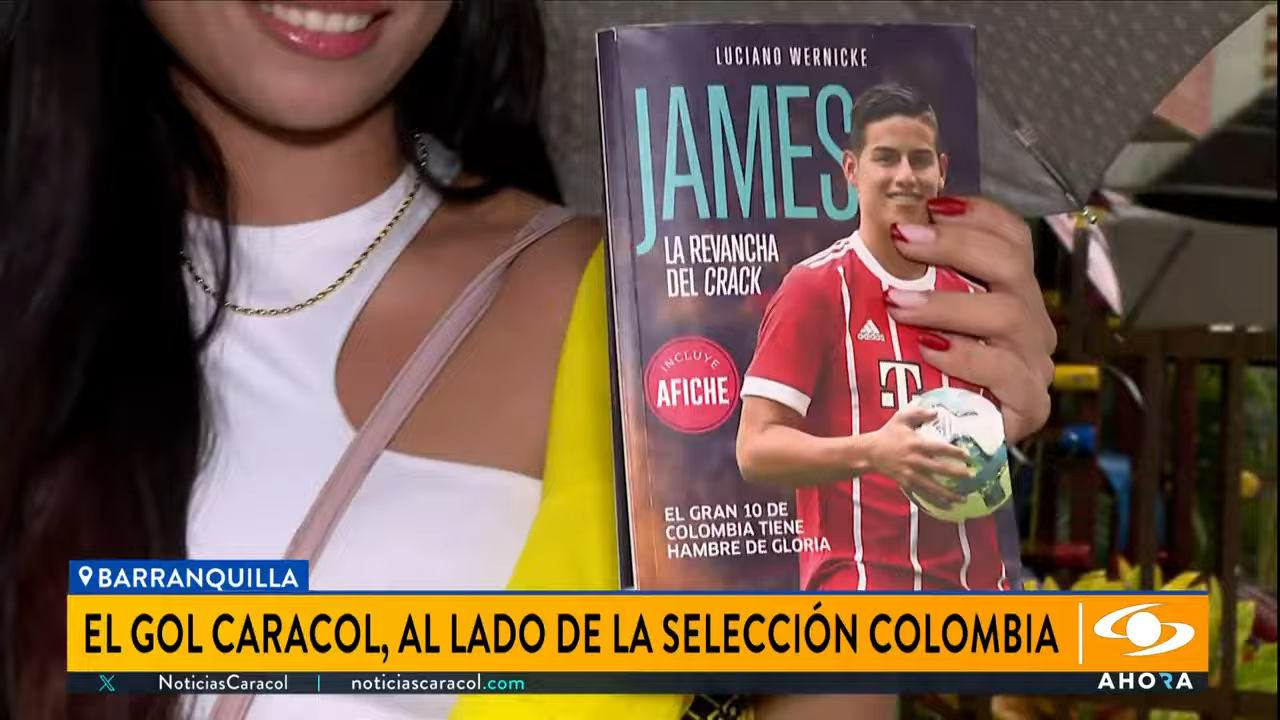 LUCIANO WERNICKE
JAMES
LA REVANCHA
DEL CRACK
INCLUYE
AFICHE
adidas
T
EL GRAN 10 DE
COLOMBIA TIENE
HAMBRE DE GLORIA
BARRANQUILLA
EL GOL CARACOL, AL LADO DE LA SELECCIÓN COLOMBIA
X NoticiasCaracol | noticiascaracol.com
AHORA